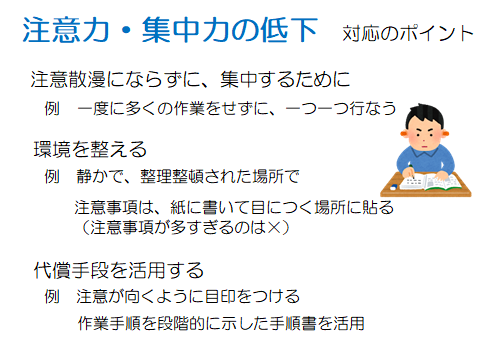 注意力・集中力の低下 対応のポイント
注意散漫にならずに、集中するために
例 一度に多くの作業をせずに、一つ一つ行なう
環境を整える
例 静かで、整理整頓された場所で
注意事項は、紙に書いて目につく場所に貼る
（注意事項が多すぎるのは×）
代償手段を活用する
例 注意が向くように目印をつける
作業手順を段階的に示した手順書を活用